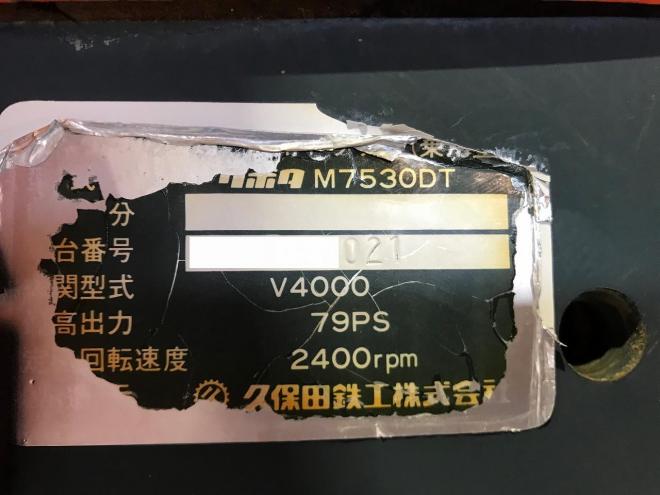 クボタ M7530DT
分
台番号 021
関型式 V4000
高出力 79PS
回転速度 2400rpm
久保田鉄工株式会